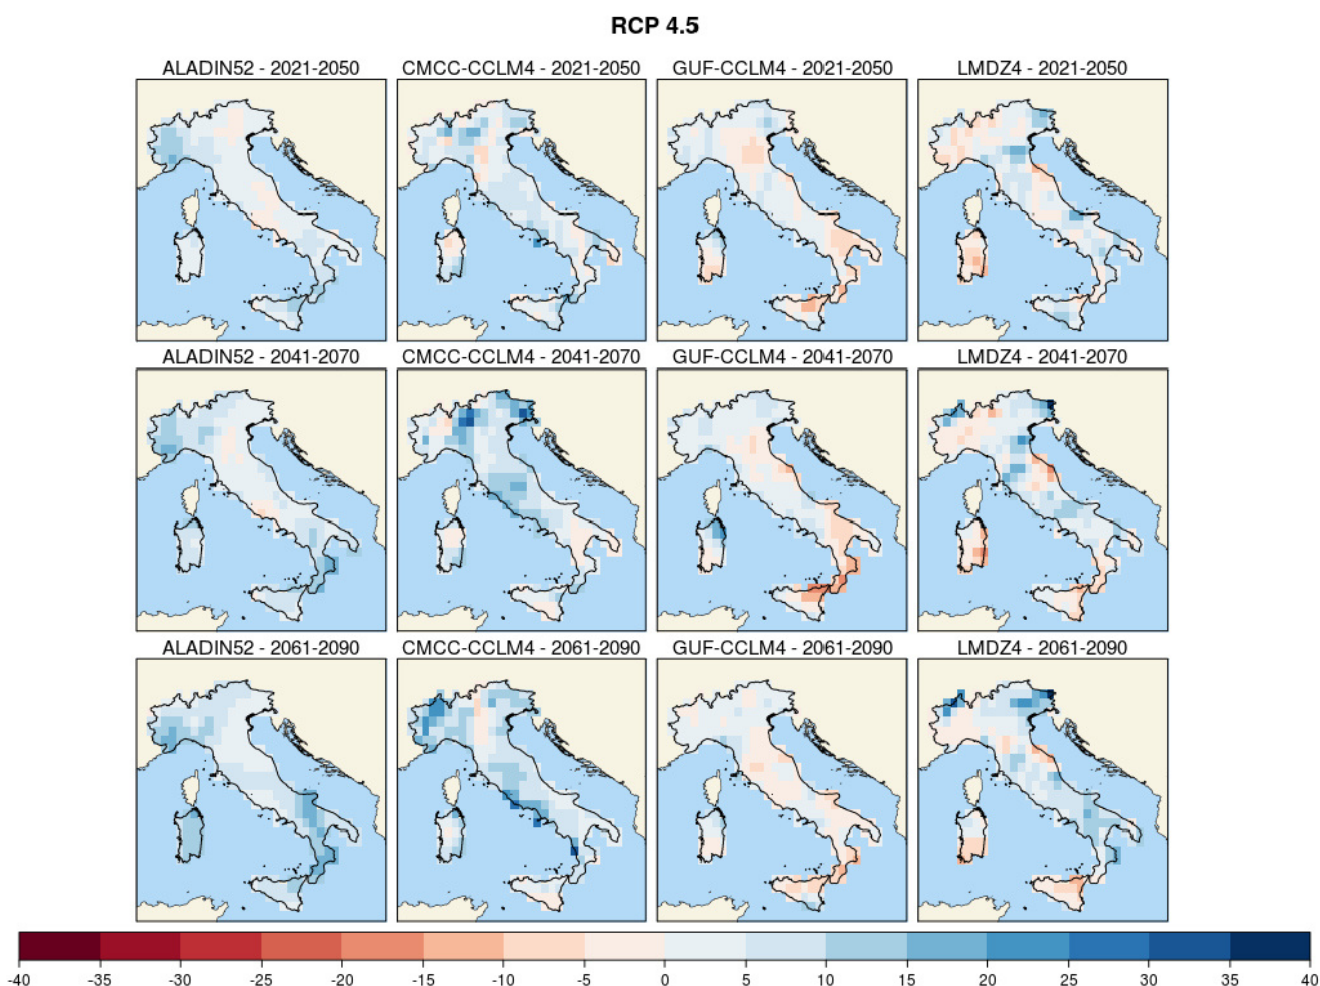 RCP 4.5
ALADIN52 - 2021-2050 CMCC-CCLM4 - 2021-2050 GUF-CCLM4 - 2021-2050 LMDZ4 - 2021-2050
ALADIN52 - 2041-2070 CMCC-CCLM4 - 2041-2070 GUF-CCLM4 - 2041-2070 LMDZ4 - 2041-2070
ALADIN52 - 2061-2090 CMCC-CCLM4 - 2061-2090 GUF-CCLM4 - 2061-2090 LMDZ4 - 2061-2090
-40 -35 -30 -25 -20 -15 -10 -5 0 5 10 15 20 25 30 35 40